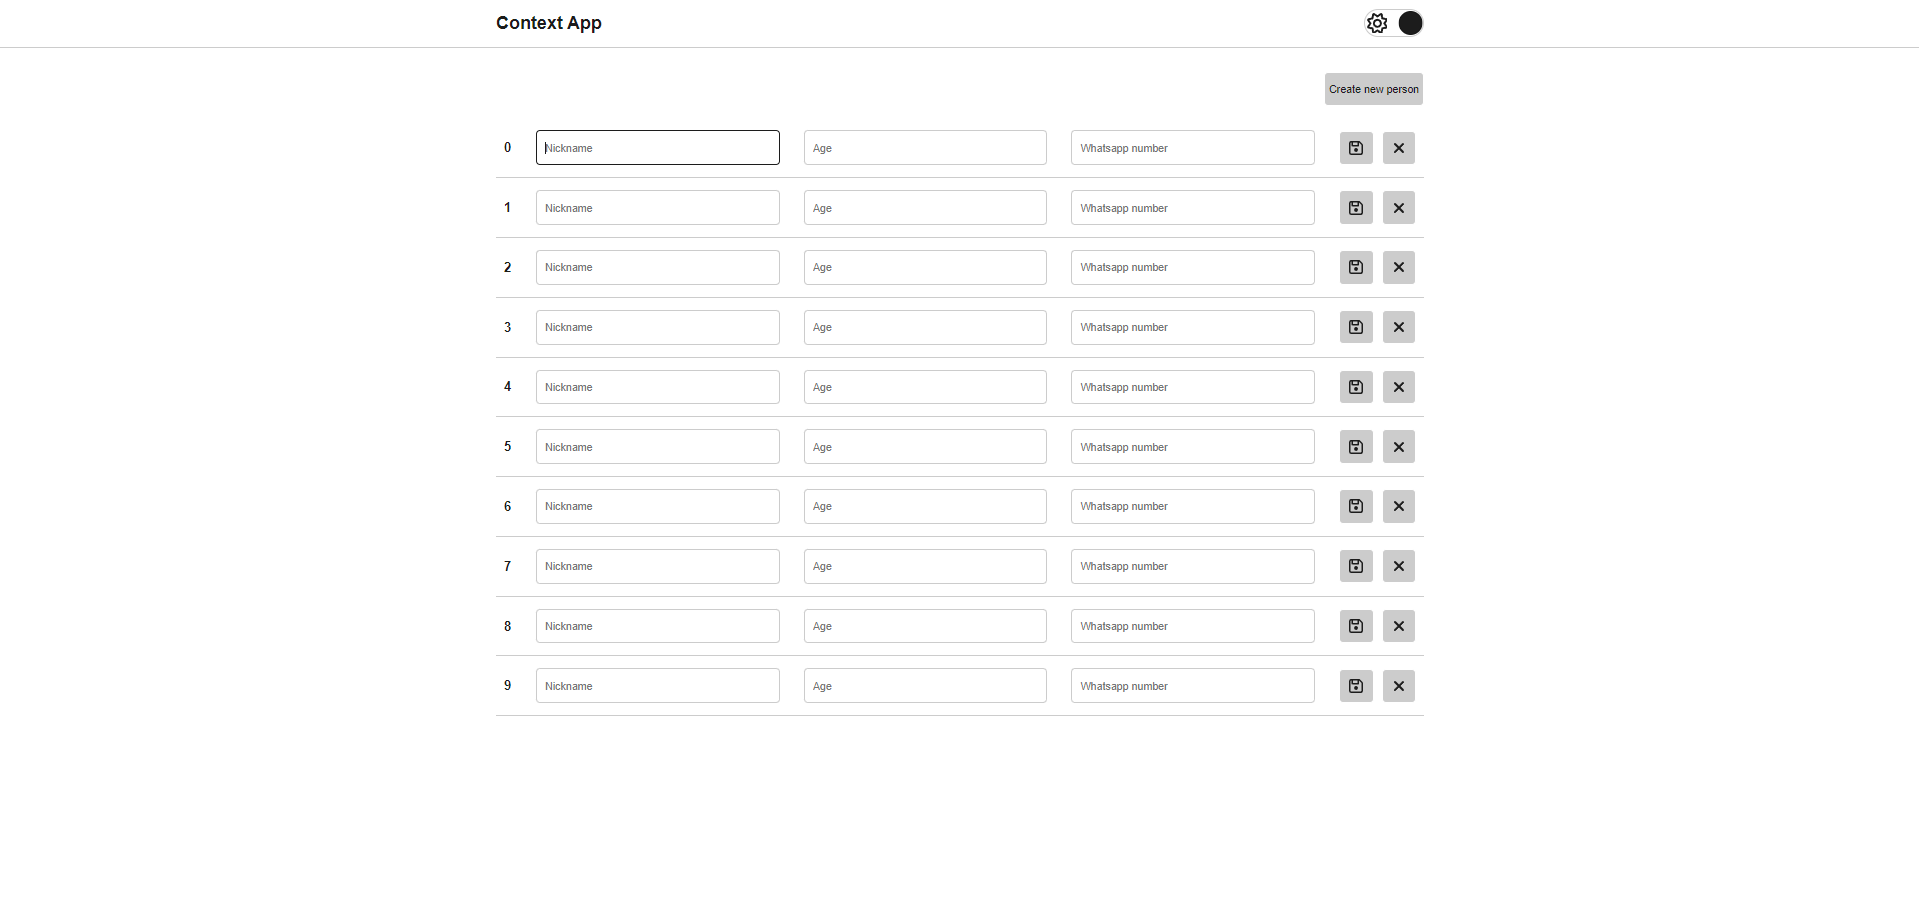 Context App
Create new person
0 Nickname Age Whatsapp number
1 Nickname Age Whatsapp number
2 Nickname Age Whatsapp number
3 Nickname Age Whatsapp number
4 Nickname Age Whatsapp number
5 Nickname Age Whatsapp number
6 Nickname Age Whatsapp number
7 Nickname Age Whatsapp number
8 Nickname Age Whatsapp number
9 Nickname Age Whatsapp number